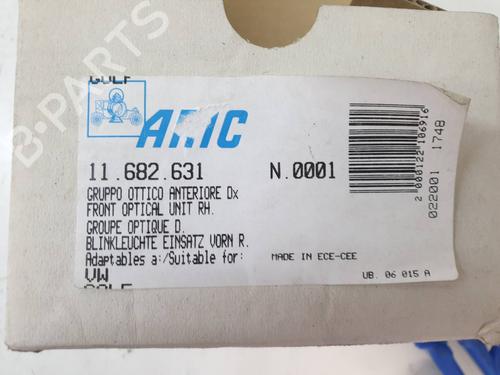 B-PARTS
GOLF
ARIC
11.682.631 N.0001
GRUPPO OTTICO ANTERIORE Dx
FRONT OPTICAL UNIT RH.
GROUPE OPTIQUE D.
BLINKLEUCHTE EINSATZ VORN R.
Adaptables a:/Suitable for:
VW
GOLF
MADE IN ECE-CEE
UB. 06 015 A
2 000122 106916
022001 1748